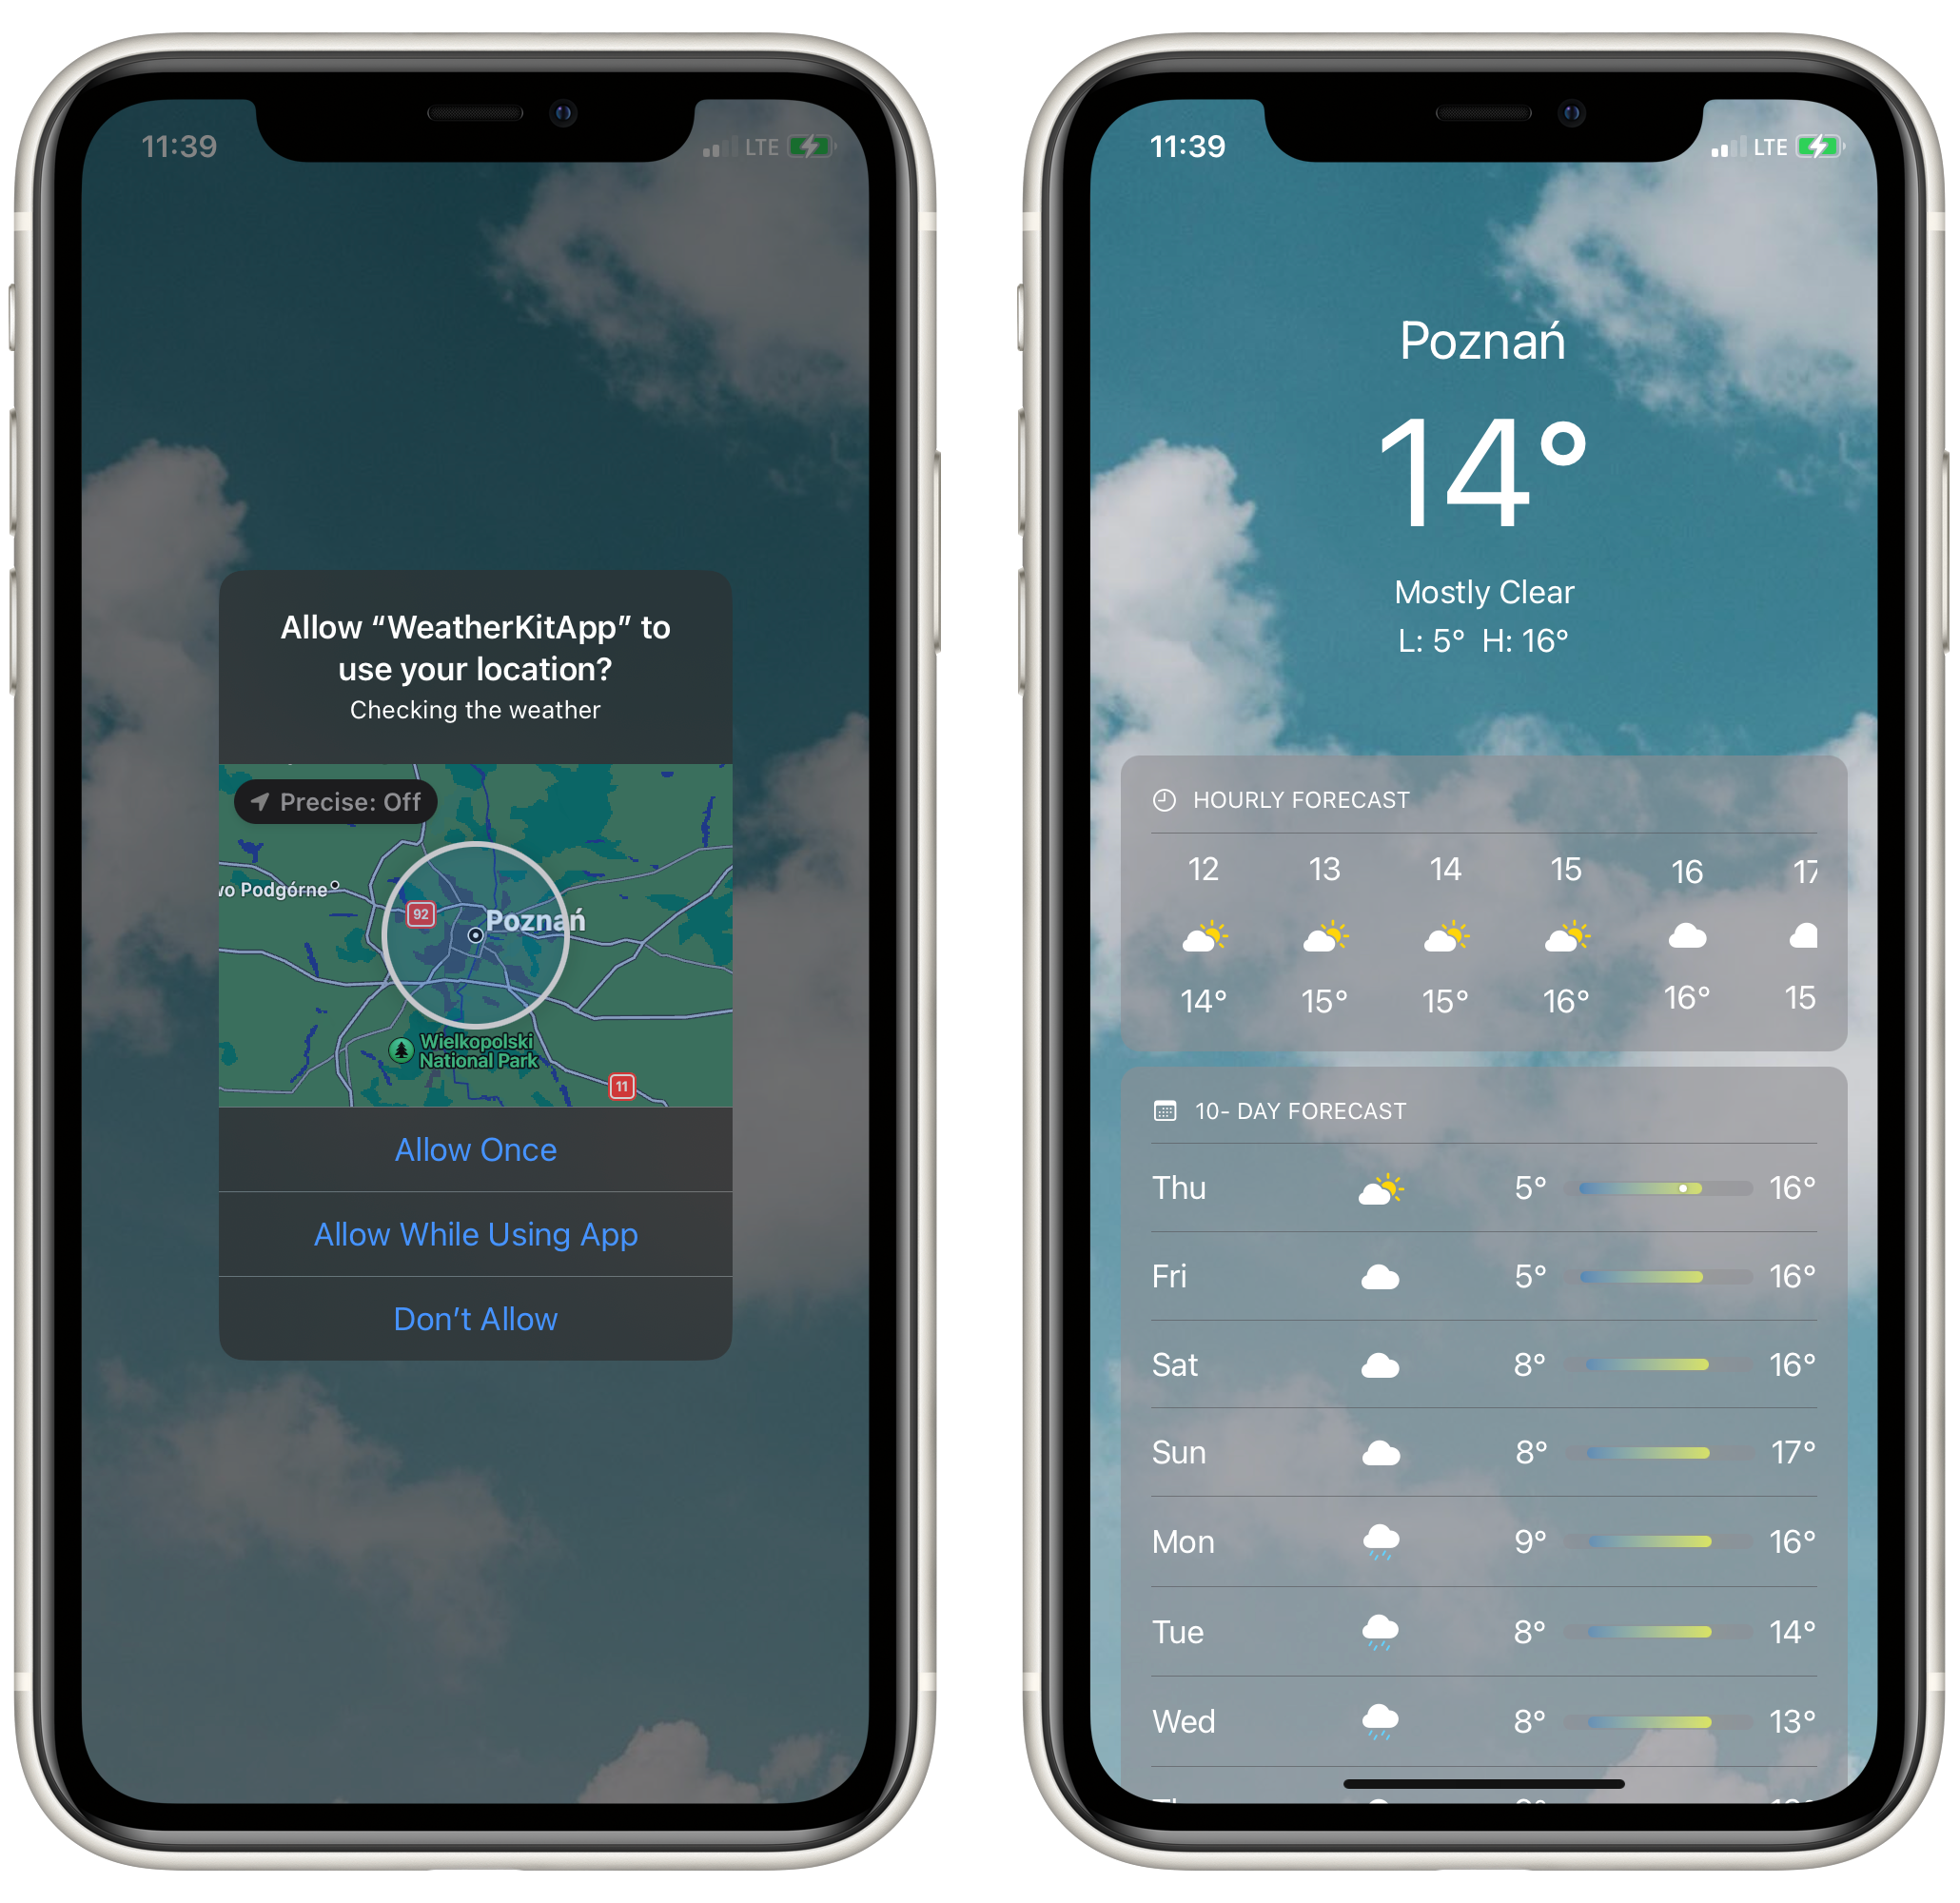 11:39
LTE
Allow “WeatherKitApp” to
use your location?
Checking the weather
Precise: Off
wo Podgórne
92
Poznań
Wielkopolski
National Park
11
Allow Once
Allow While Using App
Don’t Allow
11:39
LTE
Poznań
14°
Mostly Clear
L: 5° H: 16°
HOURLY FORECAST
12 13 14 15 16 17
14° 15° 15° 16° 16° 15
10- DAY FORECAST
Thu 5° 16°
Fri 5° 16°
Sat 8° 16°
Sun 8° 17°
Mon 9° 16°
Tue 8° 14°
Wed 8° 13°